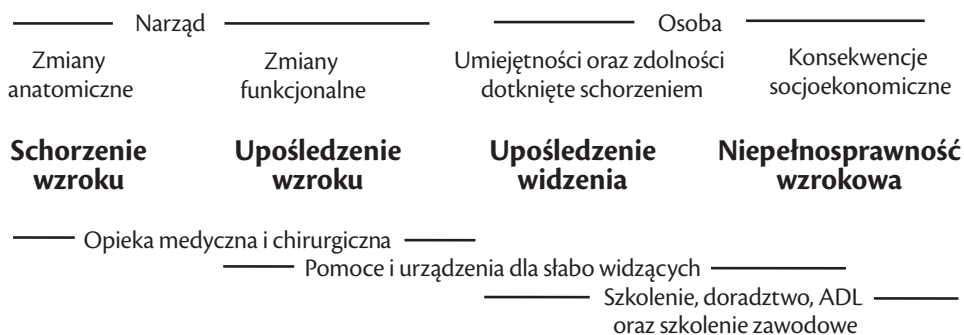 Narząd Osoba
Zmiany Zmiany Umiejętności oraz zdolności Konsekwencje
anatomiczne funkcjonalne dotknięte schorzeniem socjoekonomiczne
Schorzenie Upośledzenie Upośledzenie Niepełnosprawność
wzroku wzroku widzenia wzrokowa
Opieka medyczna i chirurgiczna
Pomoce i urządzenia dla słabo widzących
Szkolenie, doradztwo, ADL
oraz szkolenie zawodowe